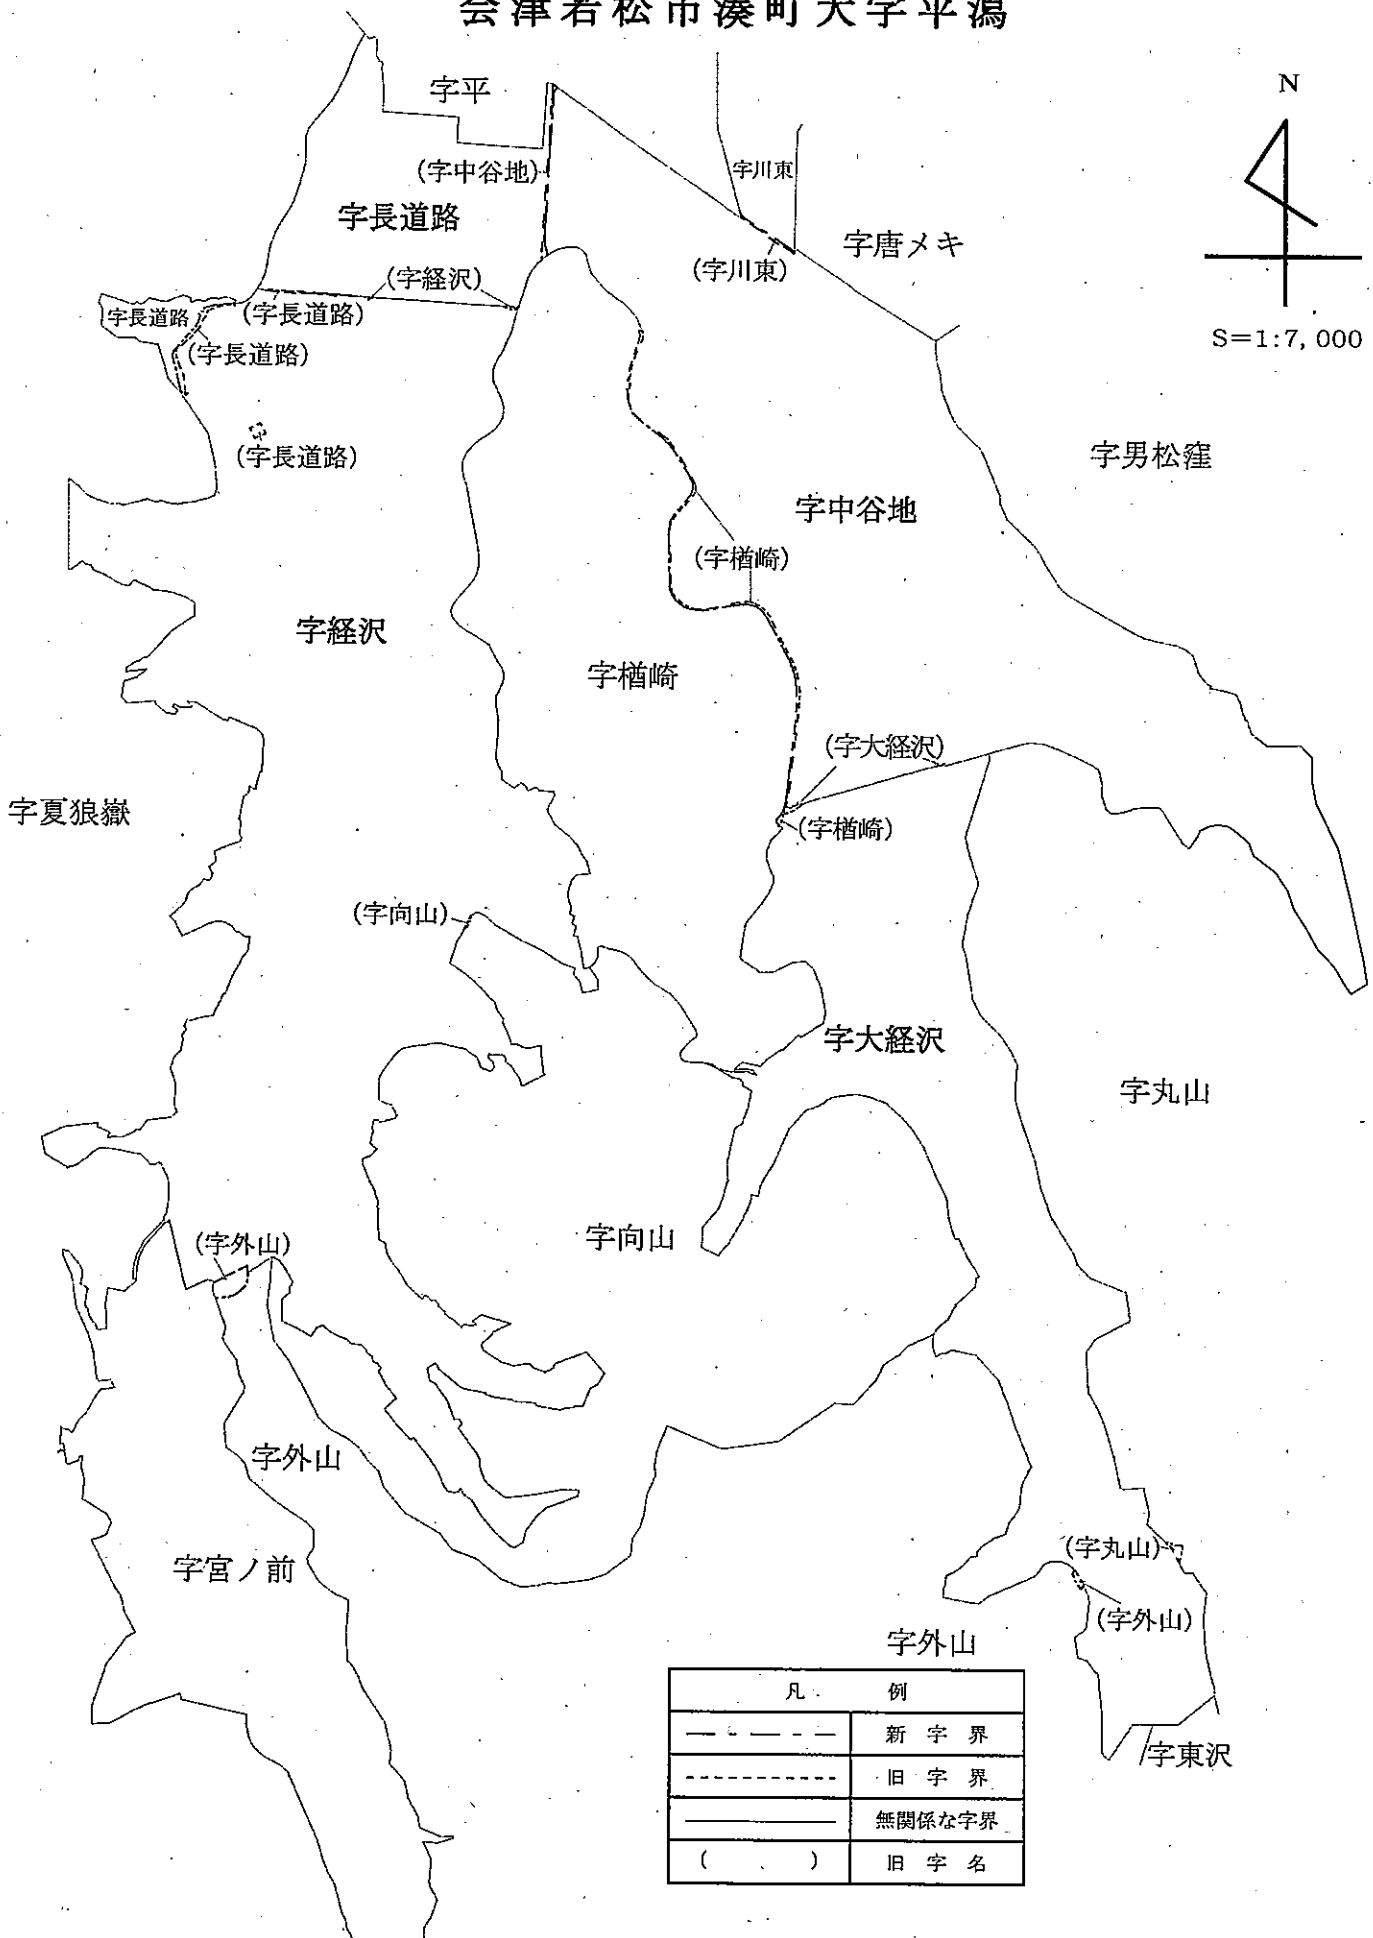 会津若松市湊町大字平潟
N
字平
(字中谷地)
字川東
字長道路
字唐メキ
(字川東)
(字経沢)
字長道路
(字長道路)
S=1:7,000
(字長道路)
(字長道路)
字男松窪
字中谷地
(字楢崎)
字経沢
字楢崎
(字大経沢)
字夏狼嶽
(字楢崎)
(字向山)
字大経沢
字丸山
字向山
(字外山)
字外山
(字丸山)
字宮ノ前
(字外山)
字外山
字東沢
凡 例
新字界
旧字界
無関係な字界
( ) 旧字名